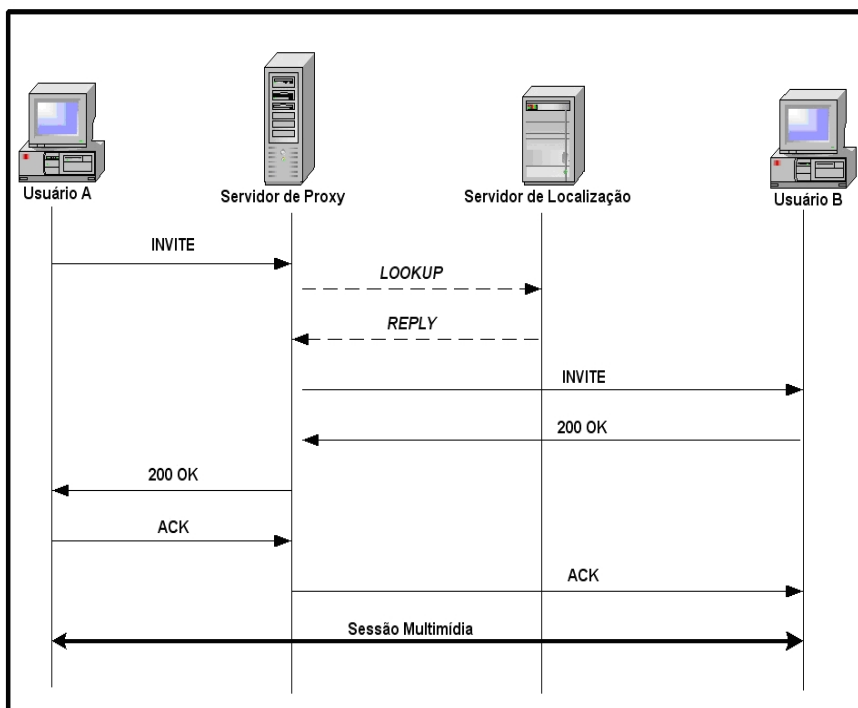 Usuário A
Servidor de Proxy
Servidor de Localização
Usuário B
INVITE
LOOKUP
REPLY
INVITE
200 OK
200 OK
ACK
ACK
Sessão Multimídia